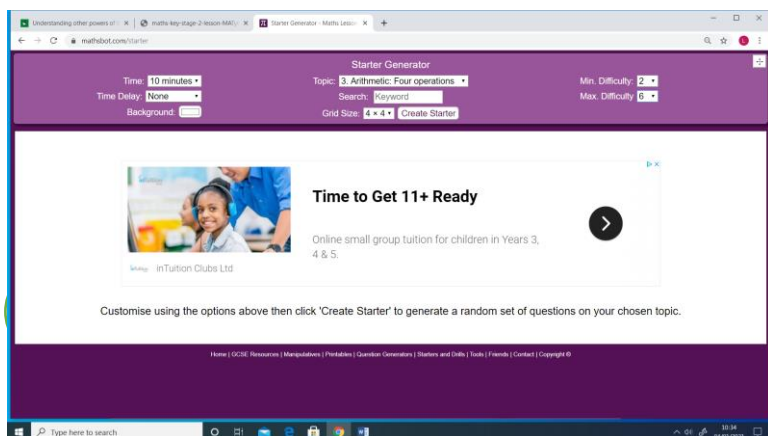 Understanding other powers of
maths key-stage-2-lesson-MATy
Starter Generator - Maths Lesson
mathsbot.com/starter
Starter Generator
Time: 10 minutes
Topic: 3. Arithmetic: Four operations
Min. Difficulty: 2
Time Delay: None
Search: Keyword
Max. Difficulty 6
Background:
Grid Size: 4 × 4 Create Starter
Time to Get 11+ Ready
Online small group tuition for children in Years 3,
4 & 5.
inTuition Clubs Ltd
Customise using the options above then click 'Create Starter' to generate a random set of questions on your chosen topic.
Home | GCSE Resources | Manipulatives | Printables | Question Generators | Starters and Drills | Tools | Friends | Contact | Copyright ©
Type here to search
10:34